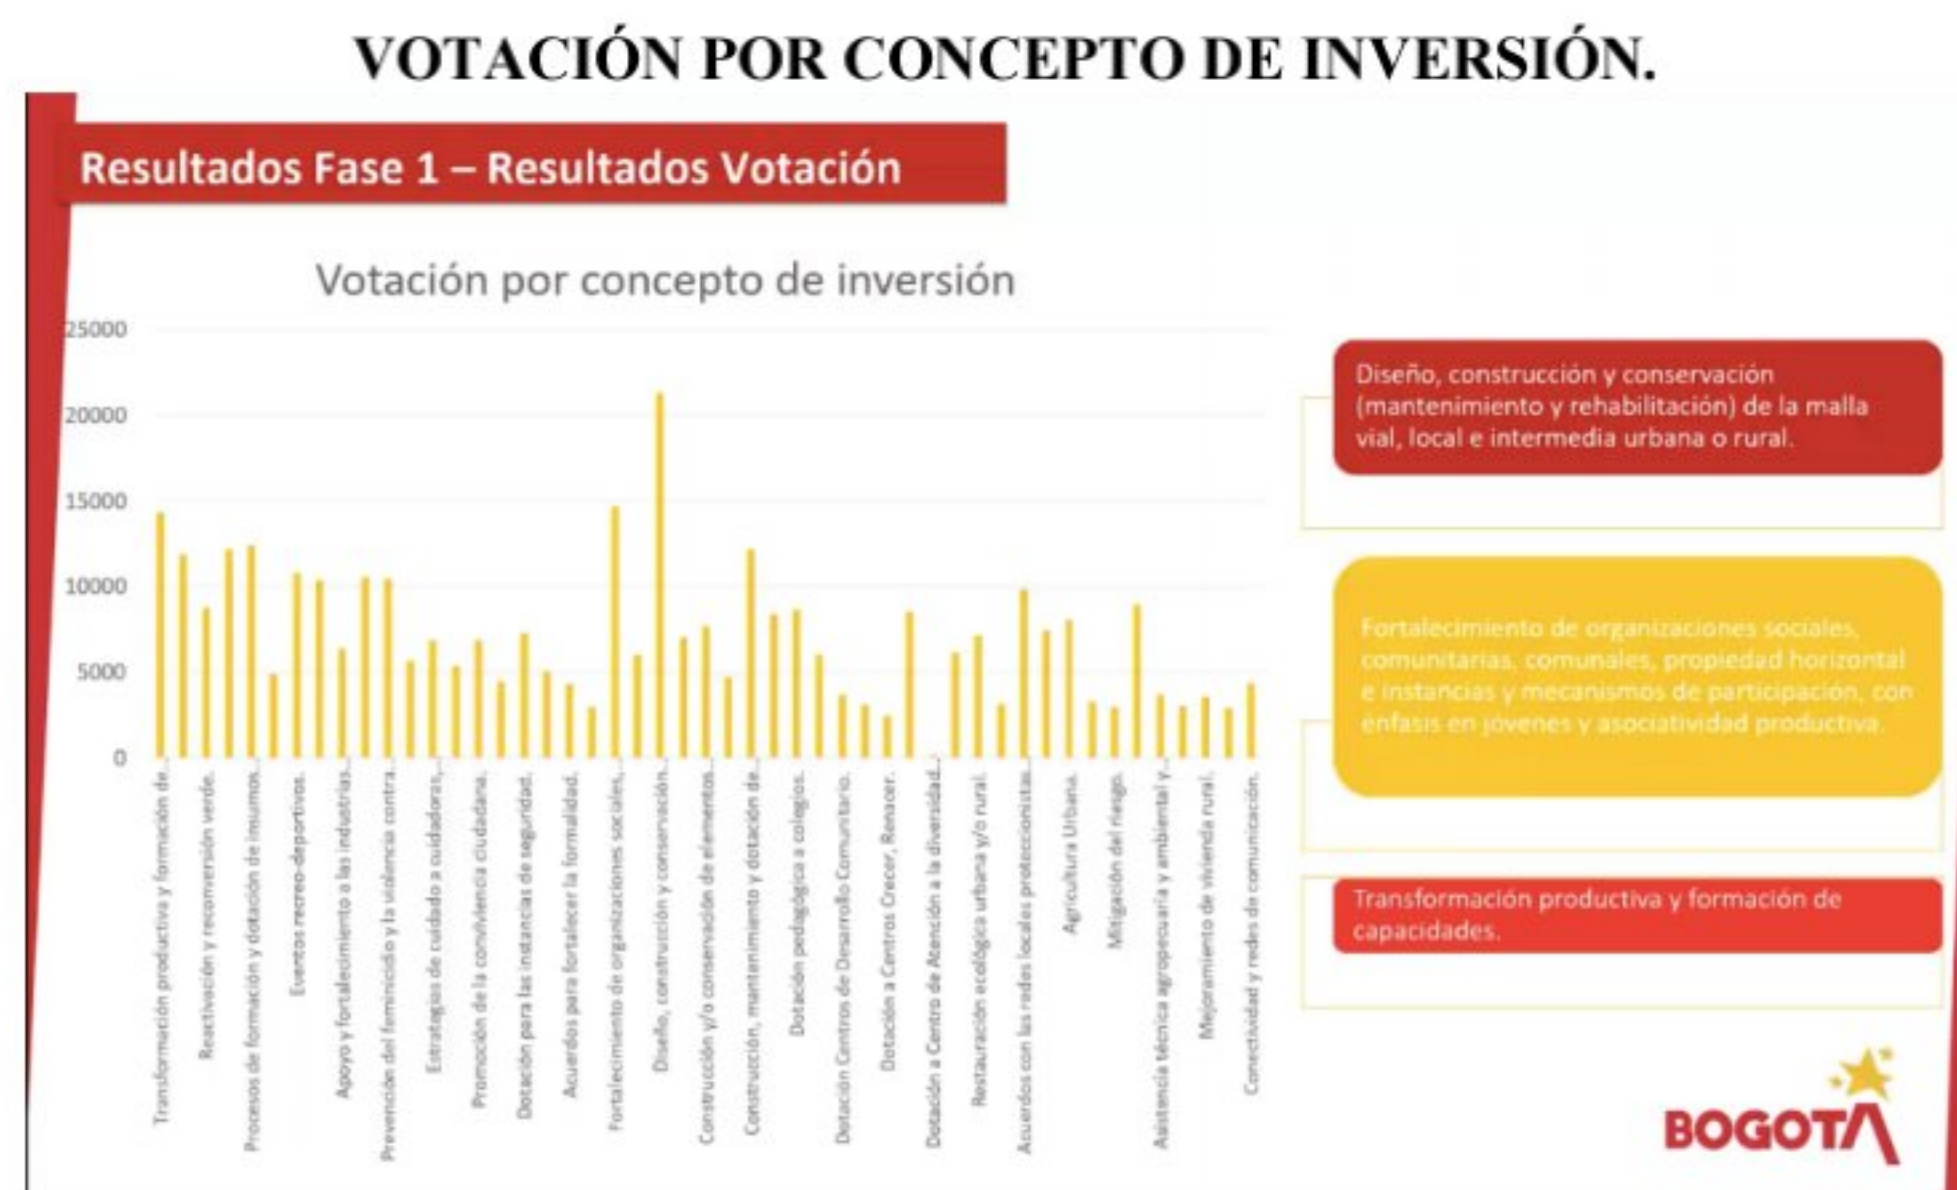 VOTACIÓN POR CONCEPTO DE INVERSIÓN.
Resultados Fase 1 – Resultados Votación
Votación por concepto de inversión
25000
20000
15000
10000
5000
0
Transformación productiva y formación de...
Reactivación y reconversión verde.
Procesos de formación y dotación de insumos...
Eventos recreo-deportivos.
Apoyo y fortalecimiento a las industrias...
Prevención del feminicidio y la violencia contra...
Estrategias de cuidado a cuidadoras,...
Promoción de la convivencia ciudadana.
Dotación para las instancias de seguridad.
Acuerdos para fortalecer la formalidad.
Fortalecimiento de organizaciones sociales,...
Diseño, construcción y conservación...
Construcción y/o conservación de elementos...
Construcción, mantenimiento y dotación de...
Dotación pedagógica a colegios.
Dotación Centros de Desarrollo Comunitario.
Dotación a Centros Crecer, Renacer.
Dotación a Centro de Atención a la diversidad...
Restauración ecológica urbana y/o rural.
Acuerdos con las redes locales proteccionistas...
Agricultura Urbana.
Mitigación del riesgo.
Asistencia técnica agropecuaria y ambiental y...
Mejoramiento de vivienda rural.
Conectividad y redes de comunicación.
Diseño, construcción y conservación
(mantenimiento y rehabilitación) de la malla
vial, local e intermedia urbana o rural.
Fortalecimiento de organizaciones sociales,
comunitarias, comunales, propiedad horizontal
e instancias y mecanismos de participación, con
énfasis en jóvenes y asociatividad productiva.
Transformación productiva y formación de
capacidades.
BOGOTÁ